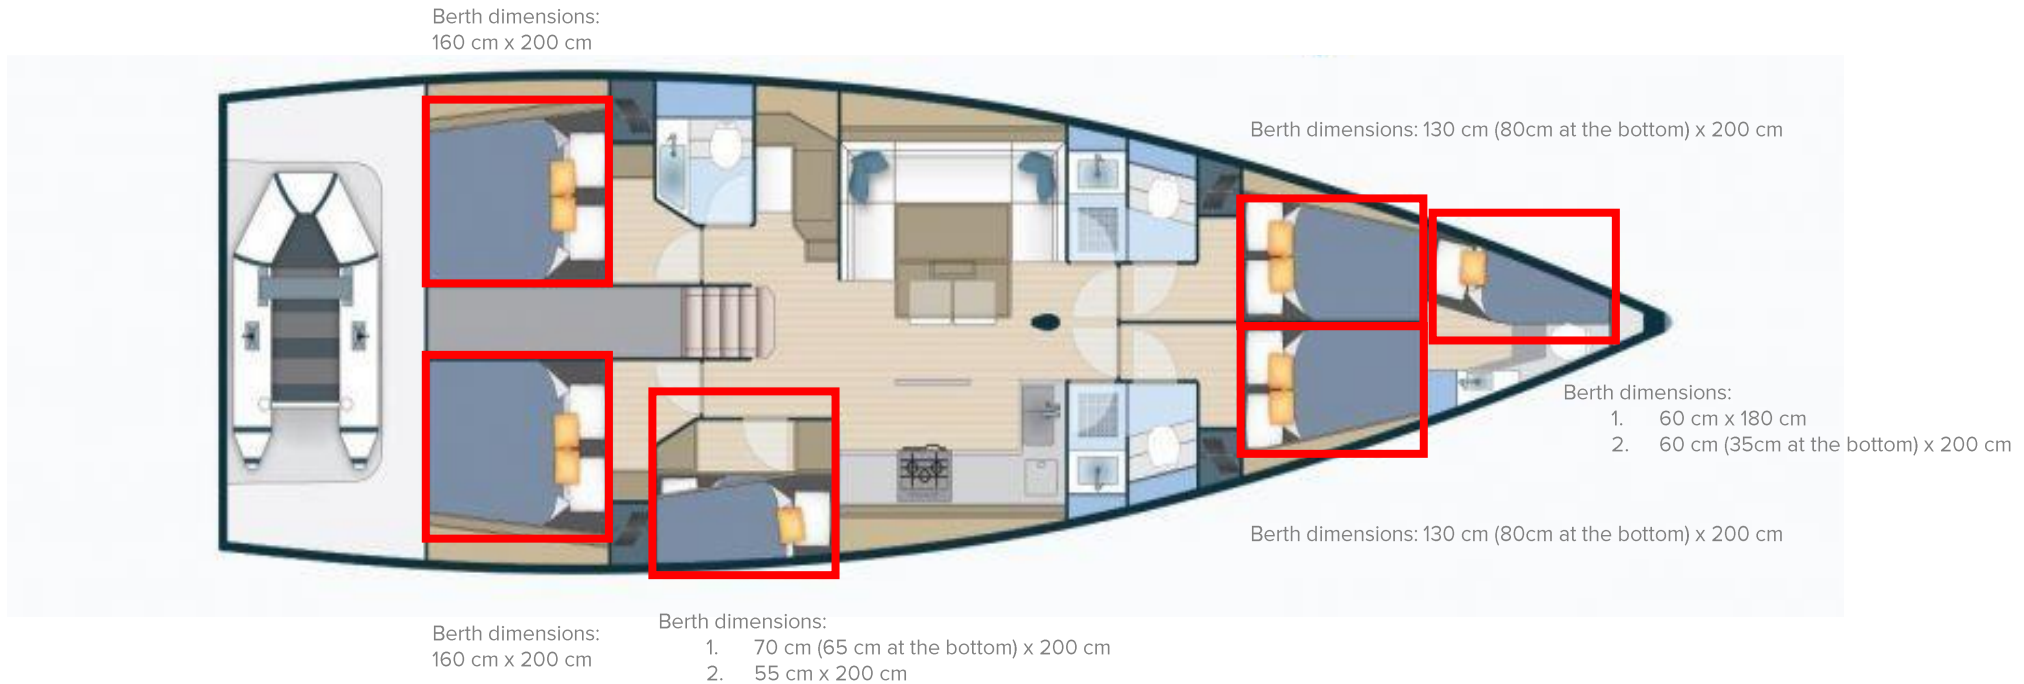 Berth dimensions:
160 cm x 200 cm
Berth dimensions: 130 cm (80cm at the bottom) x 200 cm
Berth dimensions:
1. 60 cm x 180 cm
2. 60 cm (35cm at the bottom) x 200 cm
Berth dimensions: 130 cm (80cm at the bottom) x 200 cm
Berth dimensions:
160 cm x 200 cm
Berth dimensions:
1. 70 cm (65 cm at the bottom) x 200 cm
2. 55 cm x 200 cm